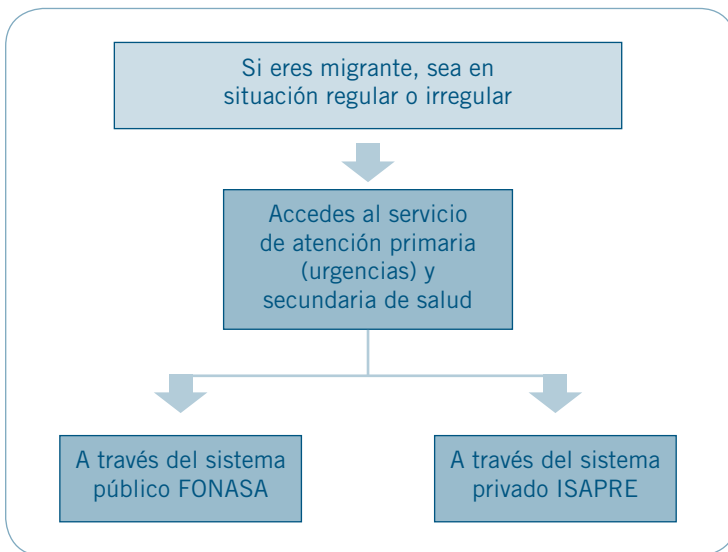 Si eres migrante, sea en
situación regular o irregular
Accedes al servicio
de atención primaria
(urgencias) y
secundaria de salud
A través del sistema
público FONASA
A través del sistema
privado ISAPRE